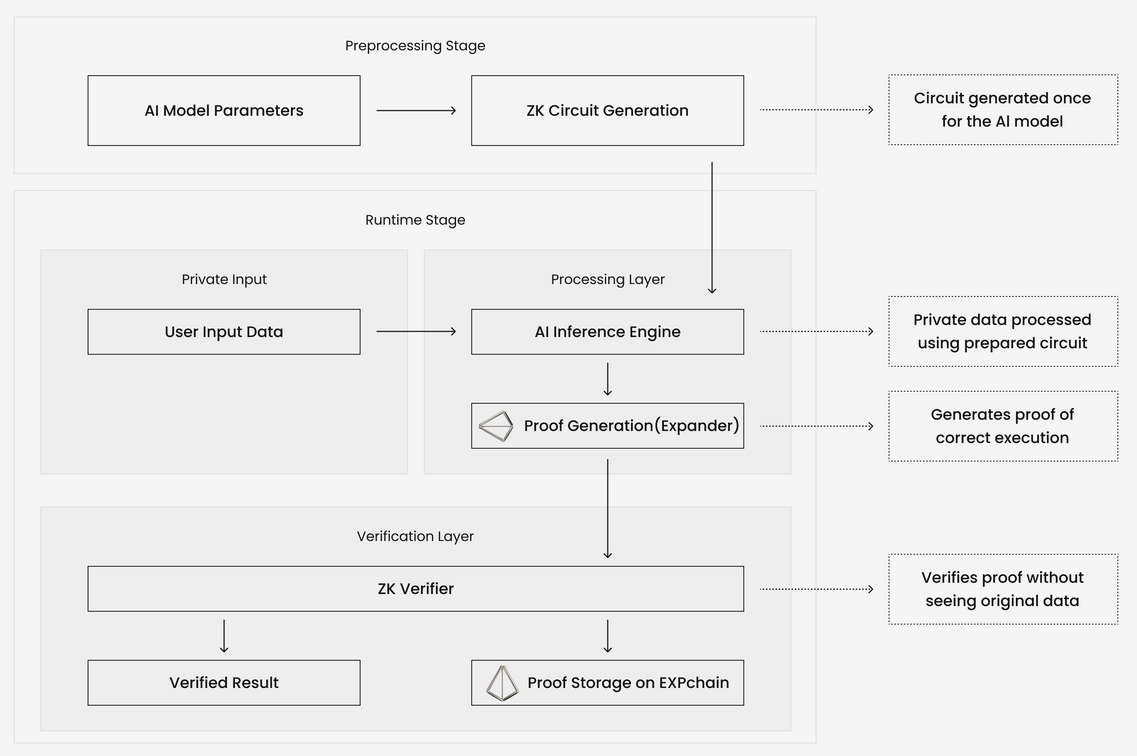 Preprocessing Stage
AI Model Parameters
ZK Circuit Generation
Circuit generated once
for the AI model
Runtime Stage
Private Input
User Input Data
Processing Layer
AI Inference Engine
Private data processed
using prepared circuit
Proof Generation(Expander)
Generates proof of
correct execution
Verification Layer
ZK Verifier
Verifies proof without
seeing original data
Verified Result
Proof Storage on EXPchain